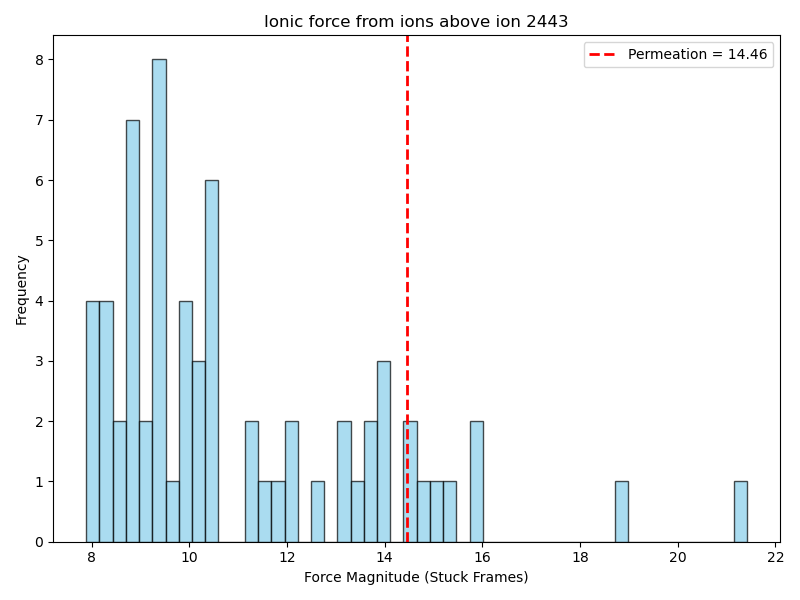 Ionic force from ions above ion 2443
Permeation = 14.46
Frequency
8
7
6
5
4
3
2
1
0
8 10 12 14 16 18 20 22
Force Magnitude (Stuck Frames)